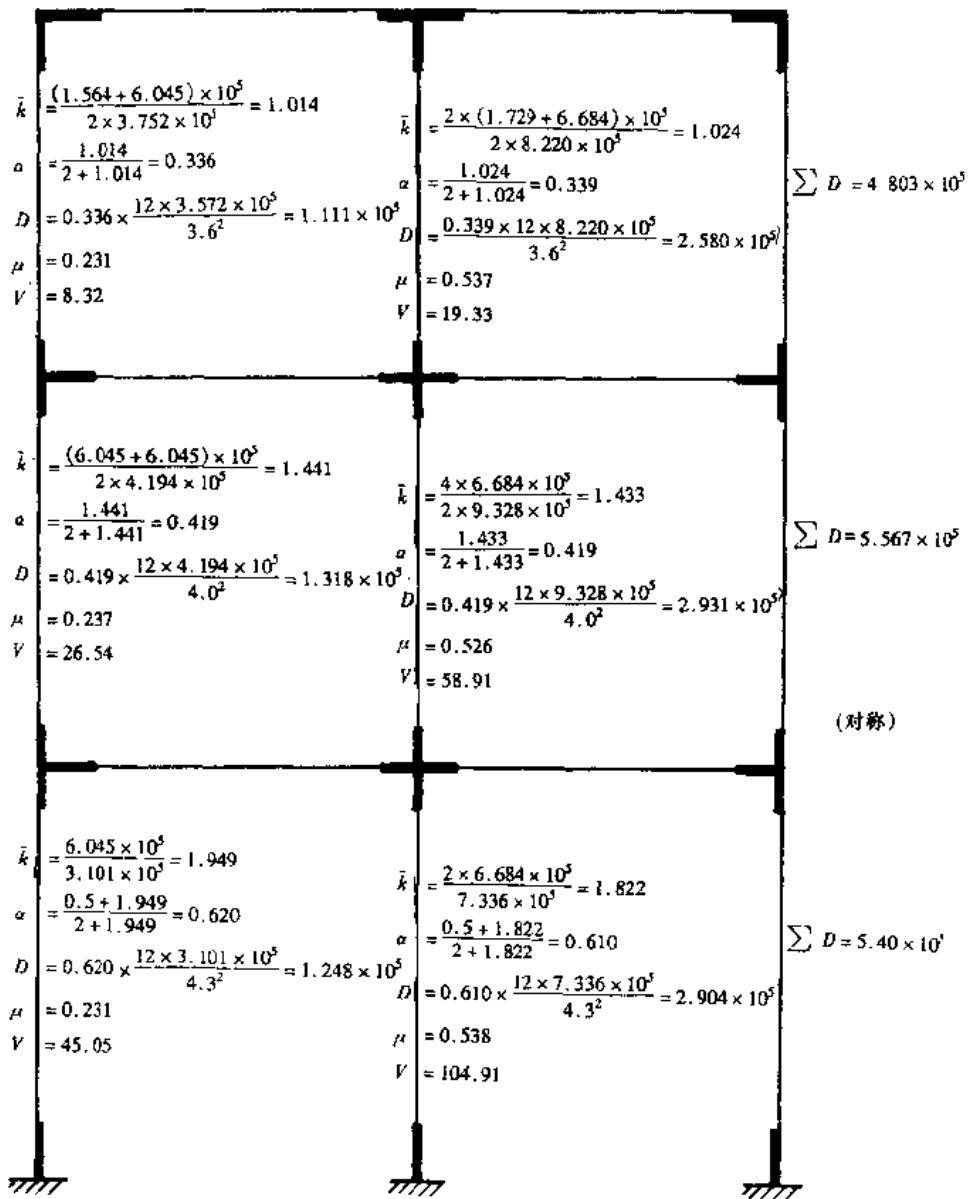 k̄ = (1.564 + 6.045) × 10⁵ / 2 × 3.752 × 10⁵ = 1.014
α = 1.014 / 2 + 1.014 = 0.336
D = 0.336 × 12 × 3.572 × 10⁵ / 3.6² = 1.111 × 10⁵
μ = 0.231
V = 8.32
k̄ = 2 × (1.729 + 6.684) × 10⁵ / 2 × 8.220 × 10⁵ = 1.024
α = 1.024 / 2 + 1.024 = 0.339
D = 0.339 × 12 × 8.220 × 10⁵ / 3.6² = 2.580 × 10⁵
μ = 0.537
V = 19.33
∑ D = 4 803 × 10⁵
k̄ = (6.045 + 6.045) × 10⁵ / 2 × 4.194 × 10⁵ = 1.441
α = 1.441 / 2 + 1.441 = 0.419
D = 0.419 × 12 × 4.194 × 10⁵ / 4.0² = 1.318 × 10⁵
μ = 0.237
V = 26.54
k̄ = 4 × 6.684 × 10⁵ / 2 × 9.328 × 10⁵ = 1.433
α = 1.433 / 2 + 1.433 = 0.419
D = 0.419 × 12 × 9.328 × 10⁵ / 4.0² = 2.931 × 10⁵
μ = 0.526
V = 58.91
∑ D = 5.567 × 10⁵
(对称)
k̄ = 6.045 × 10⁵ / 3.101 × 10⁵ = 1.949
α = 0.5 + 1.949 / 2 + 1.949 = 0.620
D = 0.620 × 12 × 3.101 × 10⁵ / 4.3² = 1.248 × 10⁵
μ = 0.231
V = 45.05
k̄ = 2 × 6.684 × 10⁵ / 7.336 × 10⁵ = 1.822
α = 0.5 + 1.822 / 2 + 1.822 = 0.610
D = 0.610 × 12 × 7.336 × 10⁵ / 4.3² = 2.904 × 10⁵
μ = 0.538
V = 104.91
∑ D = 5.40 × 10